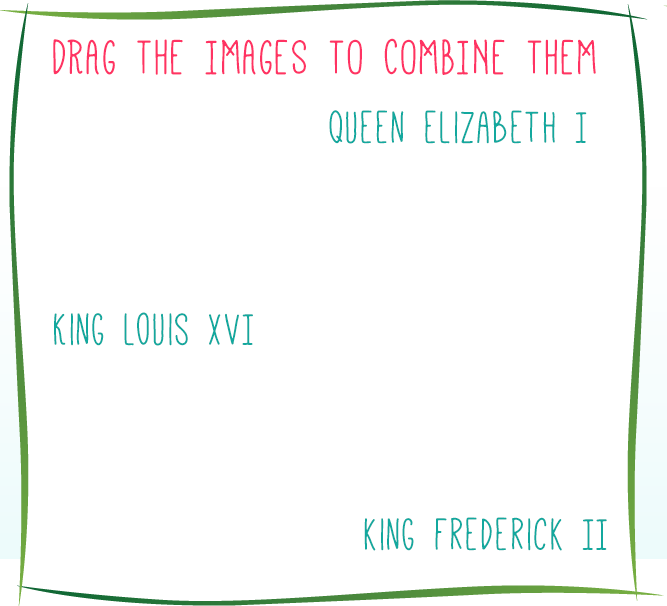 DRAG THE IMAGES TO COMBINE THEM
QUEEN ELIZABETH I
KING LOUIS XVI
KING FREDERICK II